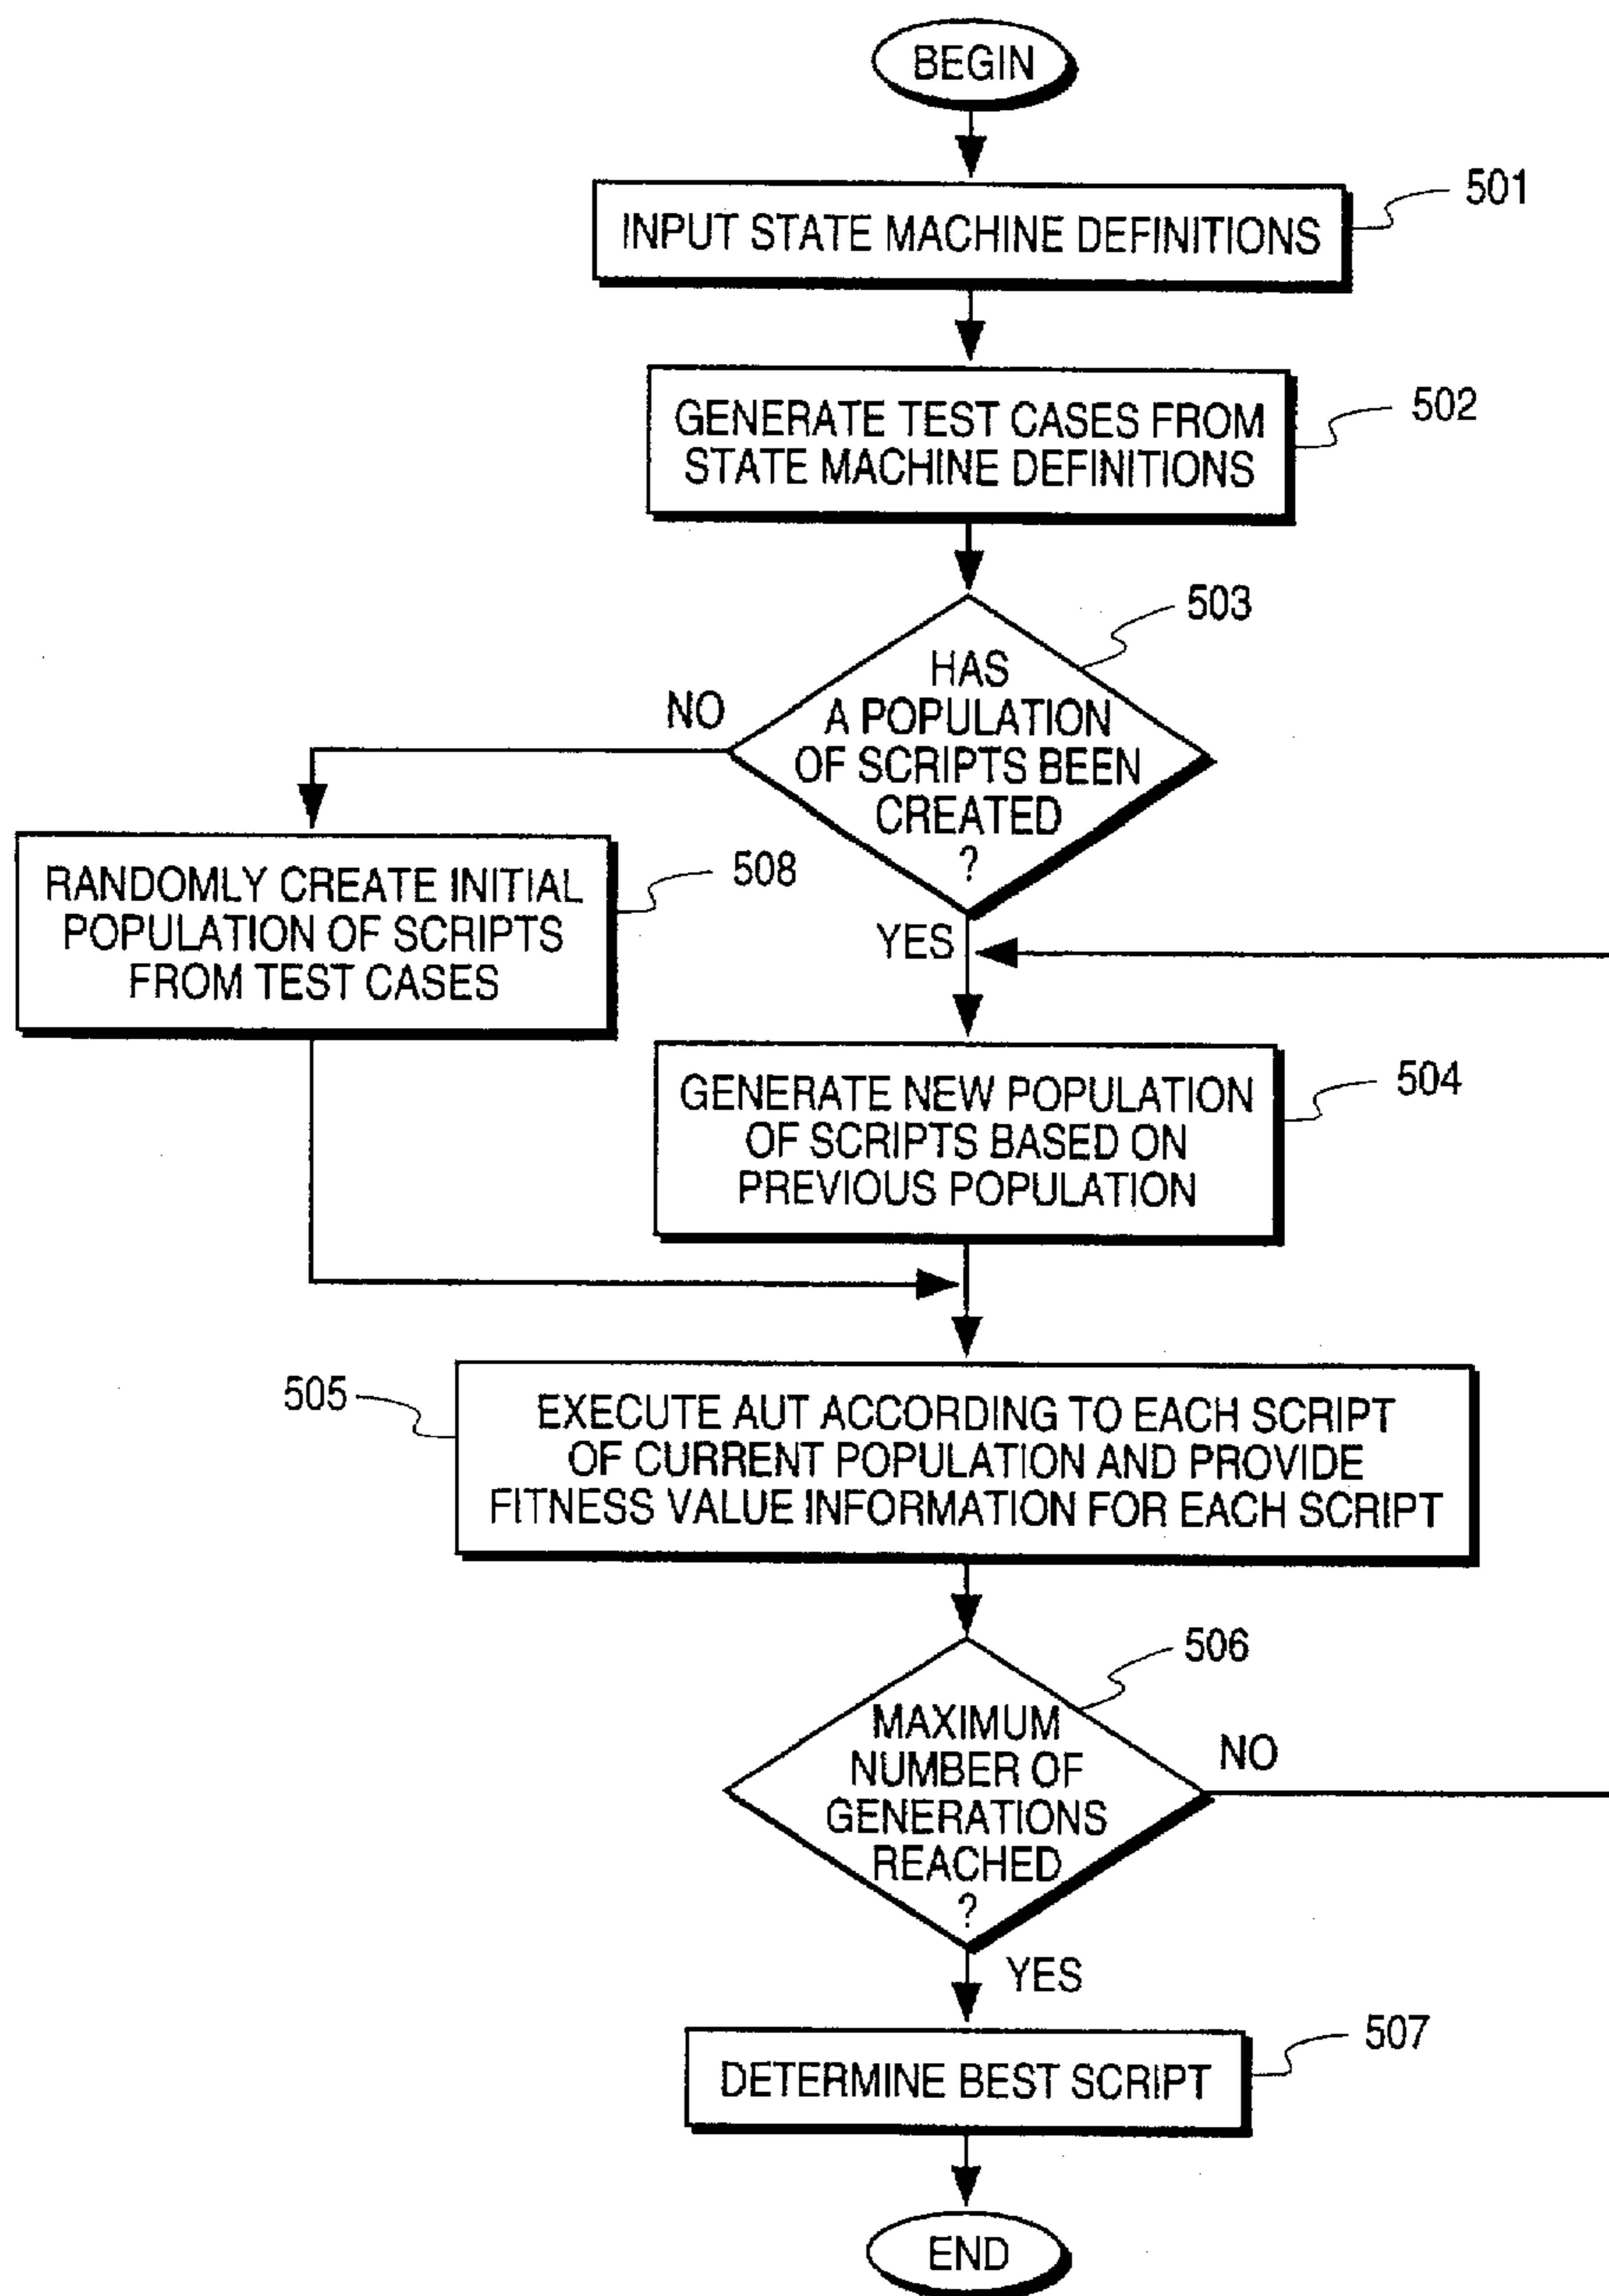 BEGIN
INPUT STATE MACHINE DEFINITIONS
501
GENERATE TEST CASES FROM
STATE MACHINE DEFINITIONS
502
HAS
A POPULATION
OF SCRIPTS BEEN
CREATED
?
503
NO
YES
RANDOMLY CREATE INITIAL
POPULATION OF SCRIPTS
FROM TEST CASES
508
GENERATE NEW POPULATION
OF SCRIPTS BASED ON
PREVIOUS POPULATION
504
505
EXECUTE AUT ACCORDING TO EACH SCRIPT
OF CURRENT POPULATION AND PROVIDE
FITNESS VALUE INFORMATION FOR EACH SCRIPT
506
MAXIMUM
NUMBER OF
GENERATIONS
REACHED
?
NO
YES
DETERMINE BEST SCRIPT
507
END